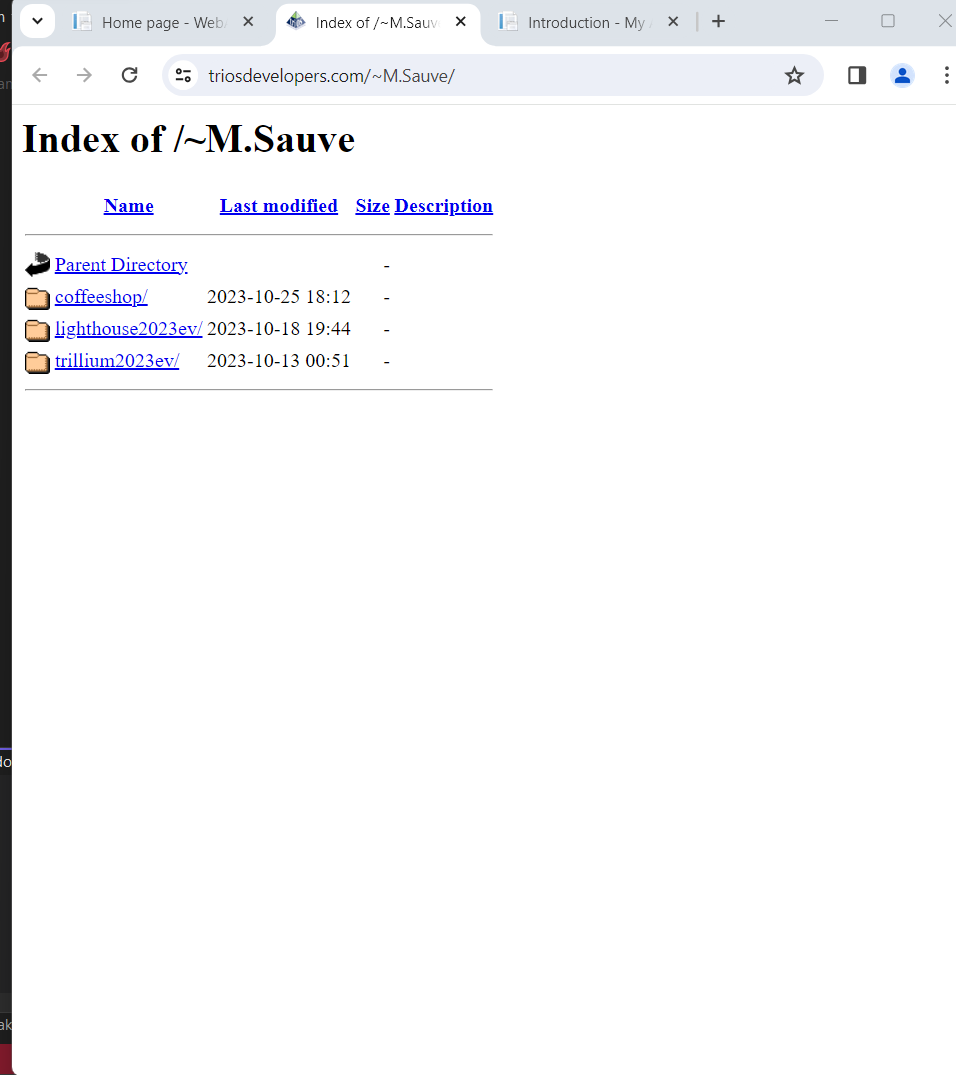 Home page - Web
Index of /~M.Sauv
Introduction - My
triosdevelopers.com/~M.Sauve/
Index of /~M.Sauve
Name Last modified Size Description
Parent Directory -
coffeeshop/ 2023-10-25 18:12 -
lighthouse2023ev/ 2023-10-18 19:44 -
trillium2023ev/ 2023-10-13 00:51 -